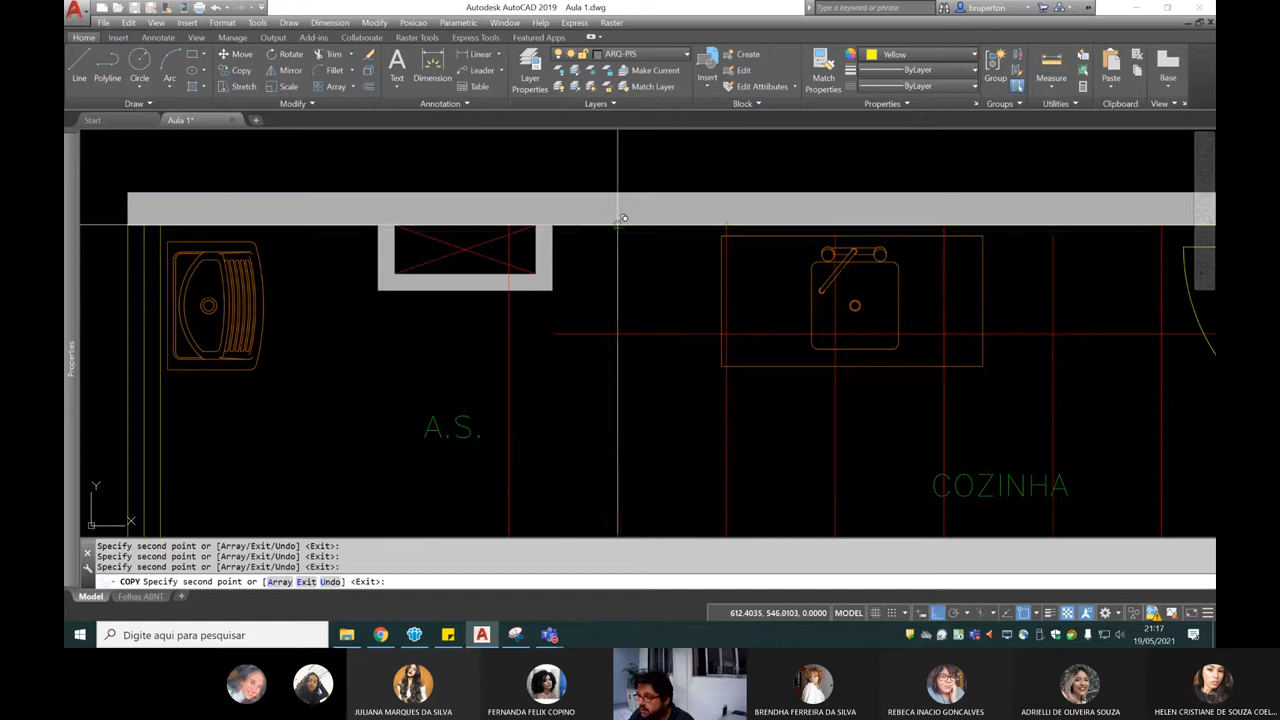 Autodesk AutoCAD 2019 Aula 1.dwg
Type a keyword or phrase
bruperton
File Edit View Insert Format Tools Draw Dimension Modify Posicao Parametric Window Help Express Raster
Home Insert Annotate View Manage Output Add-ins Collaborate Raster Tools Express Tools Featured Apps
Line Polyline Circle Arc
Move Rotate Trim
Copy Mirror Fillet
Stretch Scale Array
Text Dimension
Linear
Leader
Table
Layer Properties
ARQ-PIS
Make Current
Match Layer
Insert
Create
Edit
Edit Attributes
Match Properties
Yellow
ByLayer
ByLayer
Group
Measure
Paste
Base
Draw Modify Annotation Layers Block Properties Groups Utilities Clipboard View
Start Aula 1*
Properties
A.S.
COZINHA
Y
X
Specify second point or [Array/Exit/Undo] <Exit>:
Specify second point or [Array/Exit/Undo] <Exit>:
Specify second point or [Array/Exit/Undo] <Exit>:
COPY Specify second point or [Array Exit Undo] <Exit>:
Model Folhas ABNT
612.4035, 546.0103, 0.0000 MODEL
Digite aqui para pesquisar
21:17
19/05/2021
JULIANA MARQUES DA SILVA
FERNANDA FELIX COPINO
BRENDHA FERREIRA DA SILVA
REBECA INACIO GONCALVES
ADRIELLI DE OLIVEIRA SOUZA
HELEN CRISTIANE DE SOUZA COEL...